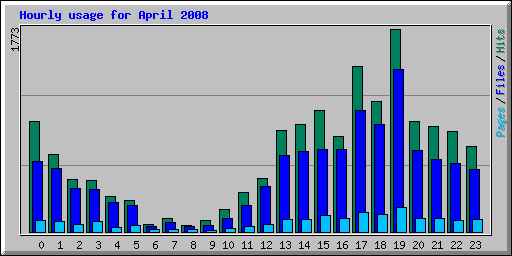 Hourly usage for April 2008
1773
Pages / Files / Hits
0 1 2 3 4 5 6 7 8 9 10 11 12 13 14 15 16 17 18 19 20 21 22 23